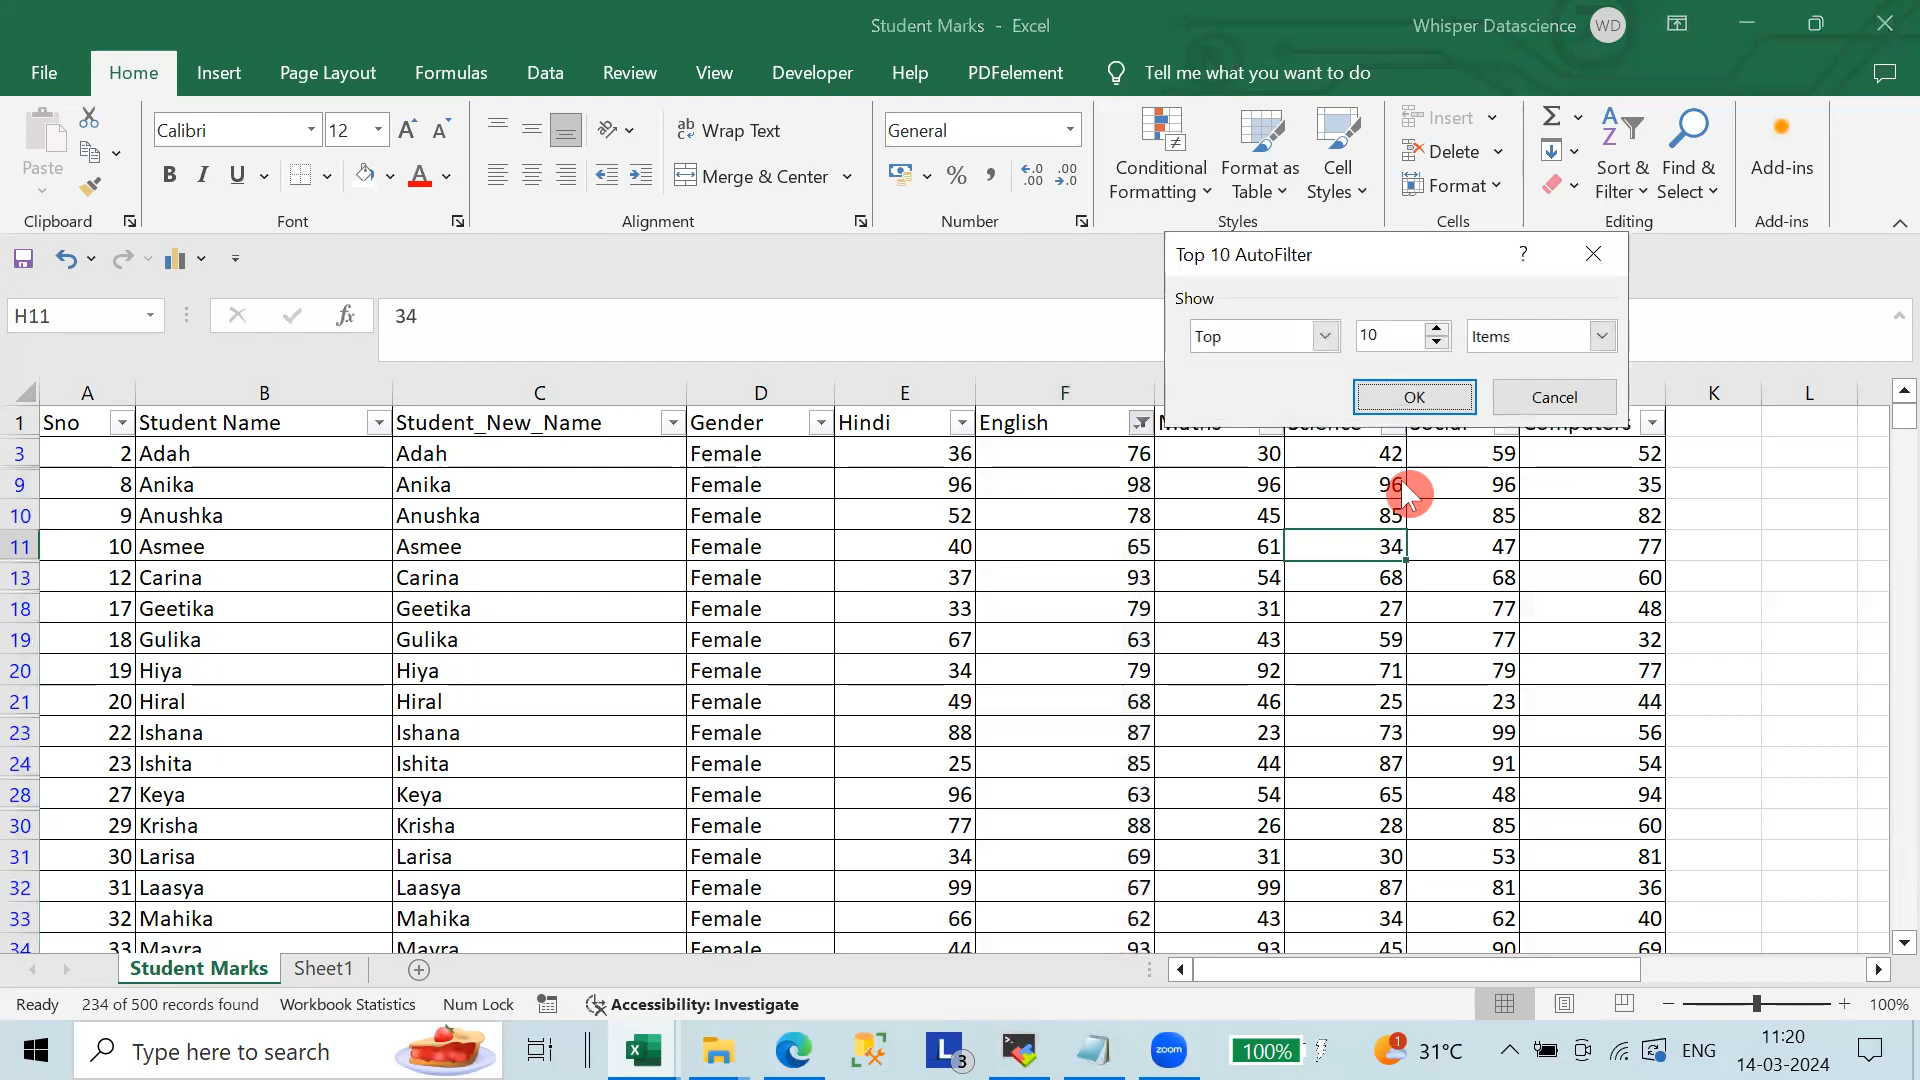 Student Marks - Excel
Whisper Datascience WD
File Home Insert Page Layout Formulas Data Review View Developer Help PDFelement Tell me what you want to do
Paste
Clipboard
Calibri 12
B I U
Font
Wrap Text
Merge & Center
Alignment
General
Number
Conditional Formatting
Format as Table
Cell Styles
Styles
Insert
Delete
Format
Cells
Sort & Filter
Find & Select
Editing
Add-ins
Add-ins
Top 10 AutoFilter ?
Show
Top 10 Items
OK Cancel
H11 fx 34
A B C D E F K L
1 Sno Student Name Student_New_Name Gender Hindi English
3 2 Adah Adah Female 36 76 30 42 59 52
9 8 Anika Anika Female 96 98 96 96 96 35
10 9 Anushka Anushka Female 52 78 45 85 85 82
11 10 Asmee Asmee Female 40 65 61 34 47 77
13 12 Carina Carina Female 37 93 54 68 68 60
18 17 Geetika Geetika Female 33 79 31 27 77 48
19 18 Gulika Gulika Female 67 63 43 59 77 32
20 19 Hiya Hiya Female 34 79 92 71 79 77
21 20 Hiral Hiral Female 49 68 46 25 23 44
23 22 Ishana Ishana Female 88 87 23 73 99 56
24 23 Ishita Ishita Female 25 85 44 87 91 54
28 27 Keya Keya Female 96 63 54 65 48 94
30 29 Krisha Krisha Female 77 88 26 28 85 60
31 30 Larisa Larisa Female 34 69 31 30 53 81
32 31 Laasya Laasya Female 99 67 99 87 81 36
33 32 Mahika Mahika Female 66 62 43 34 62 40
34 33 Mayra Mayra Female 44 93 93 45 90 69
Student Marks Sheet1
Ready 234 of 500 records found Workbook Statistics Num Lock Accessibility: Investigate 100%
Type here to search
L 3
zoom
100%
1
31°C
ENG
11:20
14-03-2024